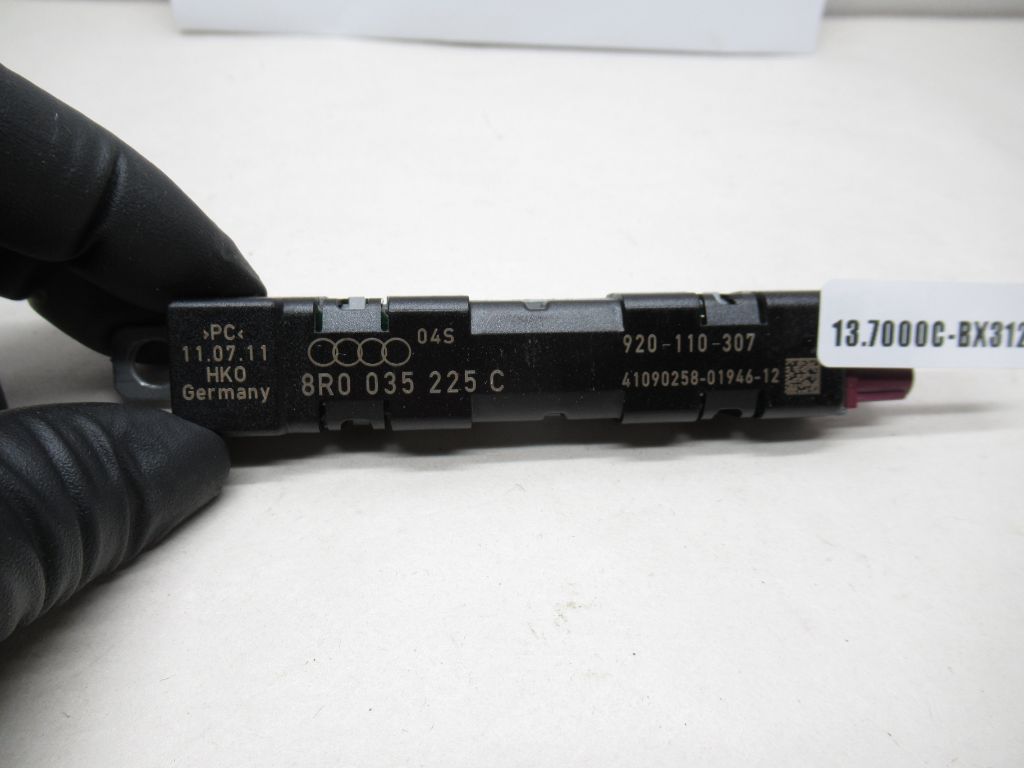 >PC<
11.07.11
HKO
Germany
04S
8R0 035 225 C
920-110-307
41090258-01946-12
13.7000C-BX312